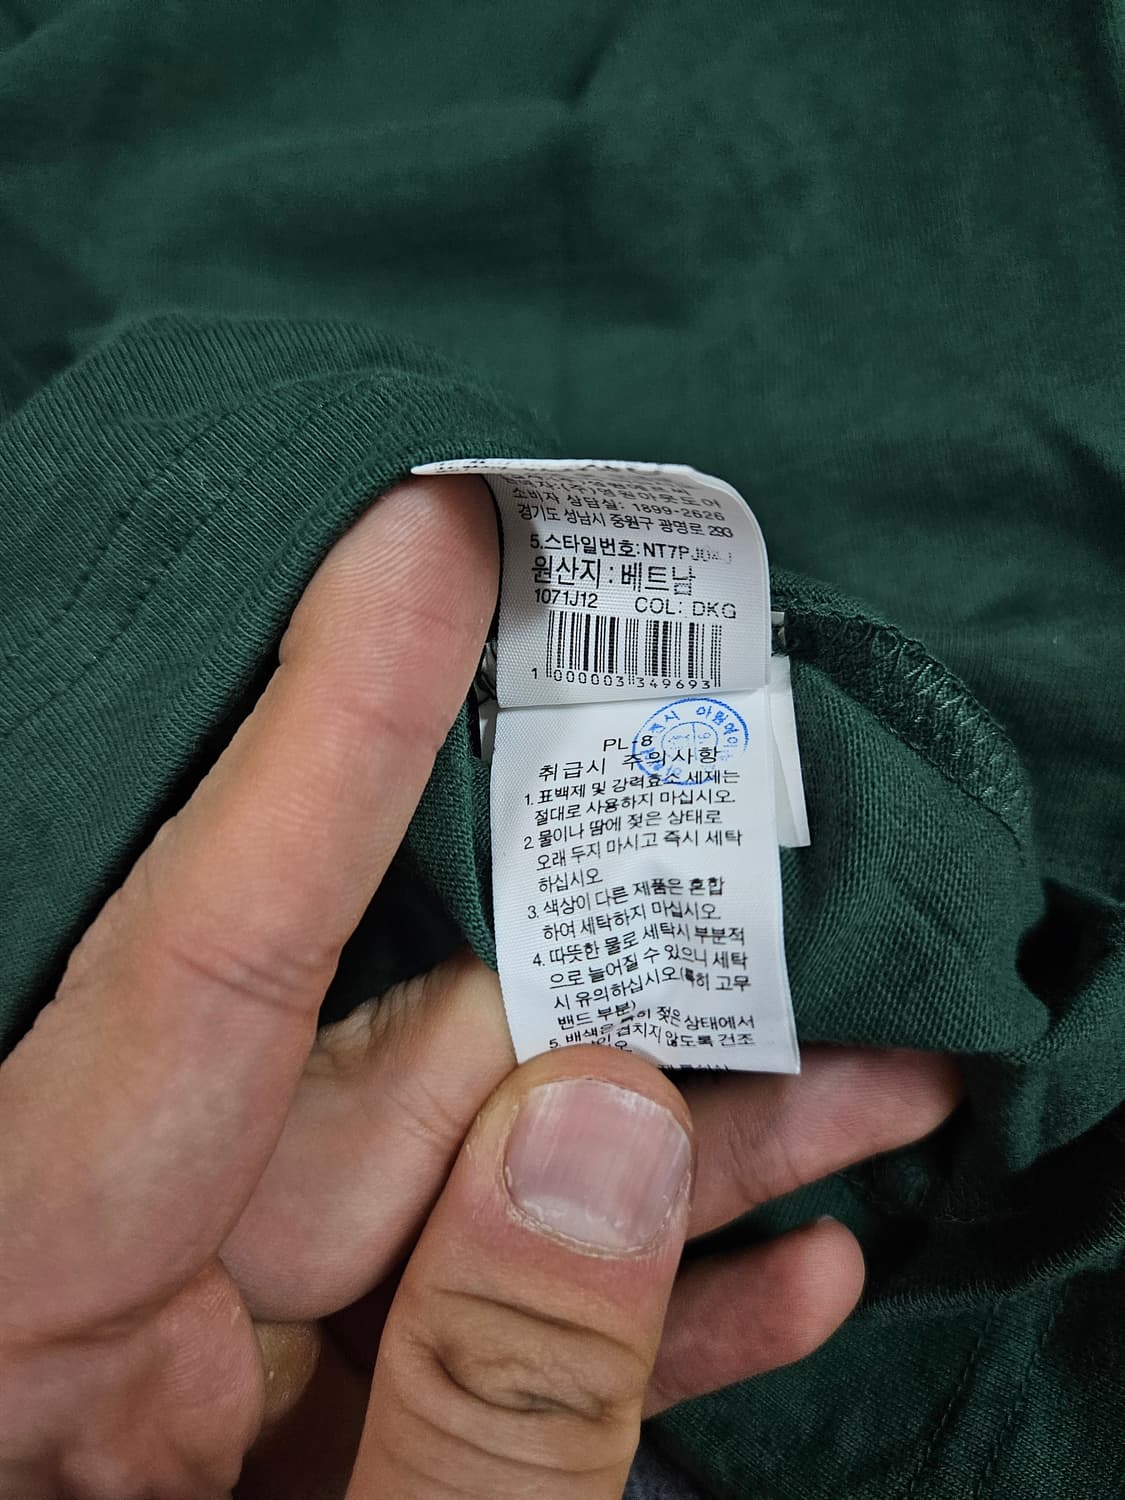 소비자 상담실: 1899-2626
경기도 성남시 중원구 광명로 293
5.스타일번호:NT7PJ04
원산지 : 베트남
1071J12 COL: DKG
1 000003 349693
PL-8
취급시 주의사항
1. 표백제 및 강력효소 세제는
절대로 사용하지 마십시오.
2 물이나 땀에 젖은 상태로
오래 두지 마시고 즉시 세탁
하십시오
3. 색상이 다른 제품은 혼합
하여 세탁하지 마십시오.
4. 따뜻한 물로 세탁시 부분적
으로 늘어질 수 있으니 세탁
시 유의하십시오(특히 고무
밴드 부분)
5. 배색은 겹치지 않도록 건조